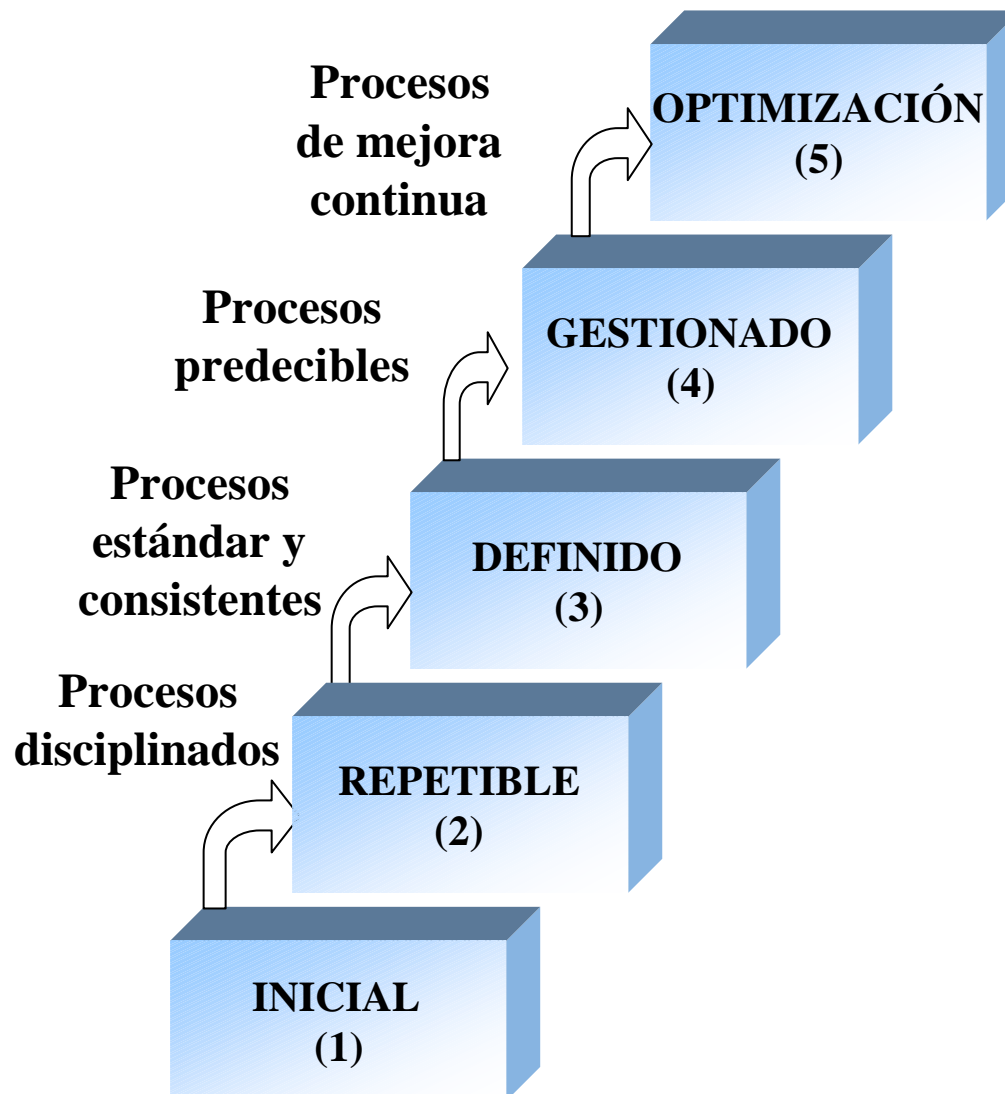 Procesos
de mejora
continua
OPTIMIZACIÓN
(5)
Procesos
predecibles
GESTIONADO
(4)
Procesos
estándar y
consistentes
DEFINIDO
(3)
Procesos
disciplinados
REPETIBLE
(2)
INICIAL
(1)